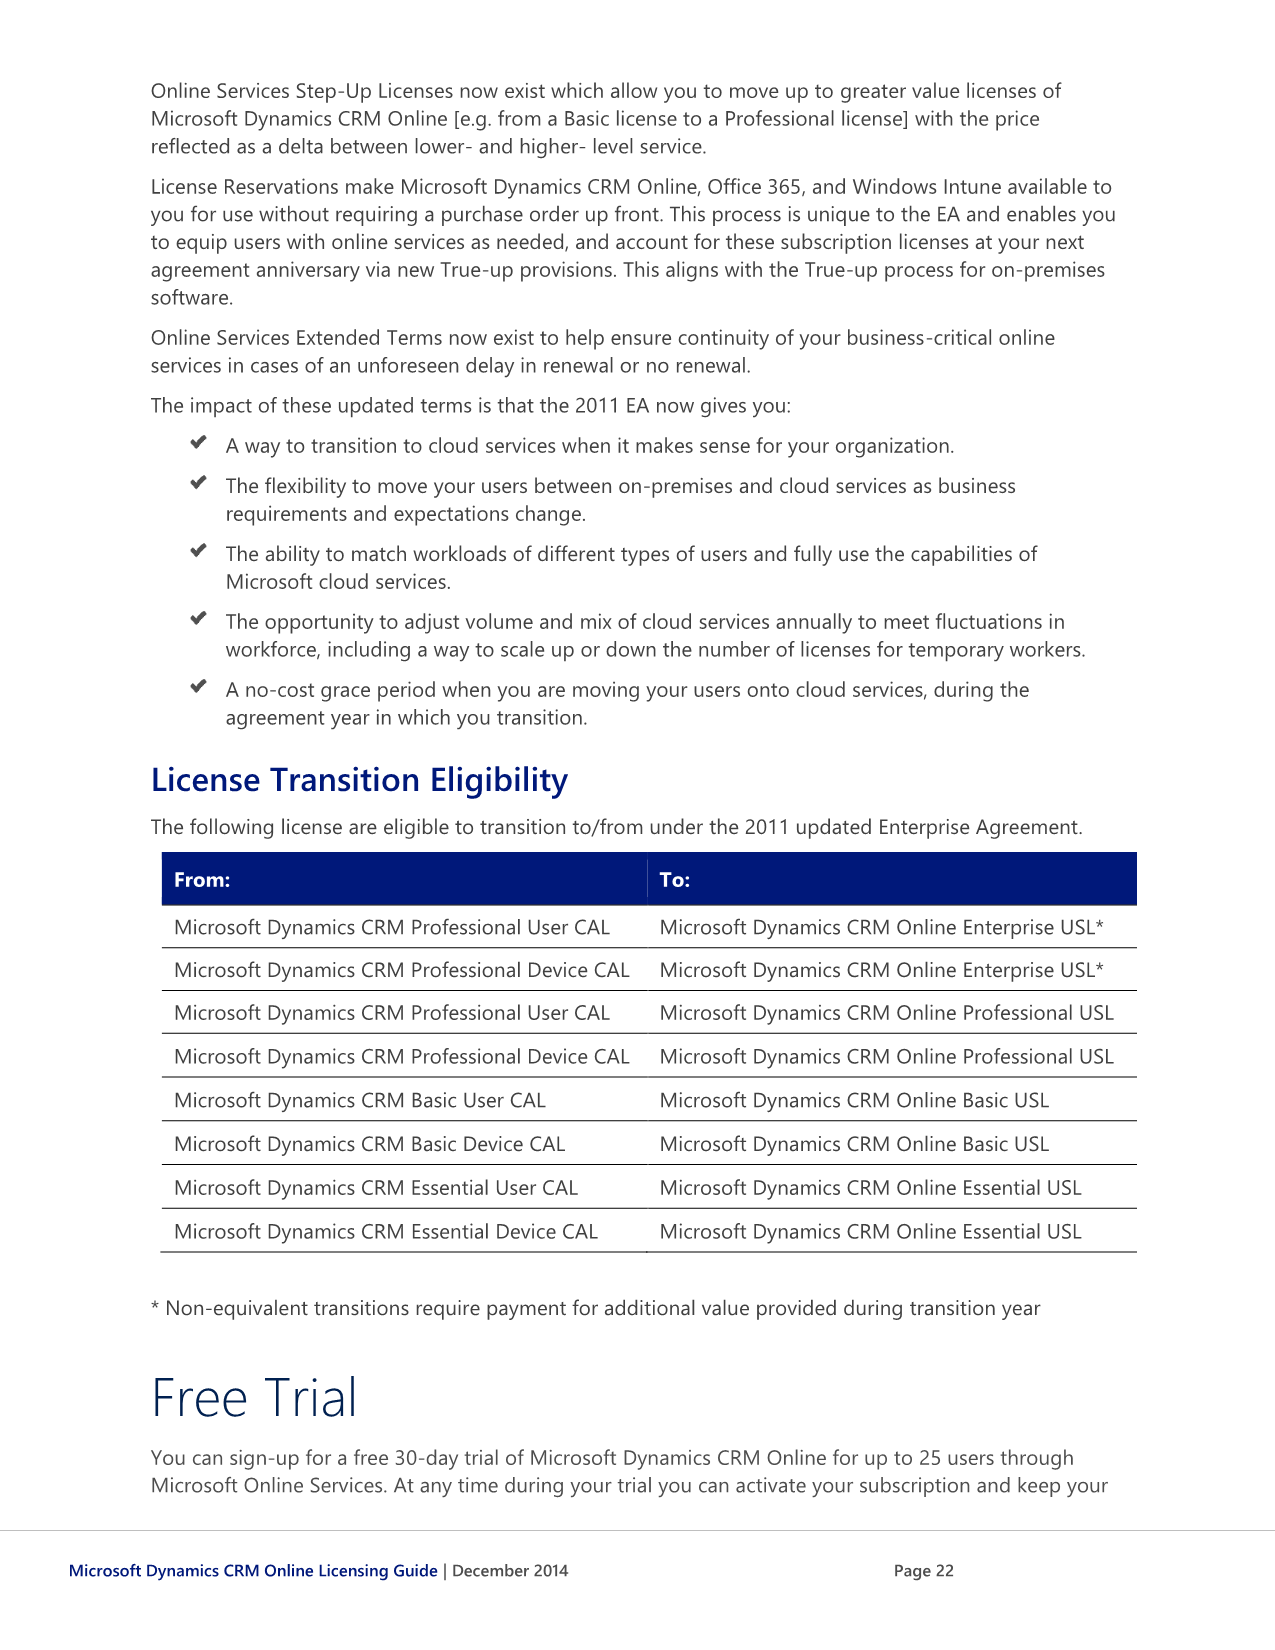 Online Services Step-Up Licenses now exist which allow you to move up to greater value licenses of
Microsoft Dynamics CRM Online [e.g. from a Basic license to a Professional license] with the price
reflected as a delta between lower- and higher- level service.
License Reservations make Microsoft Dynamics CRM Online, Office 365, and Windows Intune available to
you for use without requiring a purchase order up front. This process is unique to the EA and enables you
to equip users with online services as needed, and account for these subscription licenses at your next
agreement anniversary via new True-up provisions. This aligns with the True-up process for on-premises
software.
Online Services Extended Terms now exist to help ensure continuity of your business-critical online
services in cases of an unforeseen delay in renewal or no renewal.
The impact of these updated terms is that the 2011 EA now gives you:
✔ A way to transition to cloud services when it makes sense for your organization.
✔ The flexibility to move your users between on-premises and cloud services as business
requirements and expectations change.
✔ The ability to match workloads of different types of users and fully use the capabilities of
Microsoft cloud services.
✔ The opportunity to adjust volume and mix of cloud services annually to meet fluctuations in
workforce, including a way to scale up or down the number of licenses for temporary workers.
✔ A no-cost grace period when you are moving your users onto cloud services, during the
agreement year in which you transition.
License Transition Eligibility
The following license are eligible to transition to/from under the 2011 updated Enterprise Agreement.
From: To:
Microsoft Dynamics CRM Professional User CAL Microsoft Dynamics CRM Online Enterprise USL*
Microsoft Dynamics CRM Professional Device CAL Microsoft Dynamics CRM Online Enterprise USL*
Microsoft Dynamics CRM Professional User CAL Microsoft Dynamics CRM Online Professional USL
Microsoft Dynamics CRM Professional Device CAL Microsoft Dynamics CRM Online Professional USL
Microsoft Dynamics CRM Basic User CAL Microsoft Dynamics CRM Online Basic USL
Microsoft Dynamics CRM Basic Device CAL Microsoft Dynamics CRM Online Basic USL
Microsoft Dynamics CRM Essential User CAL Microsoft Dynamics CRM Online Essential USL
Microsoft Dynamics CRM Essential Device CAL Microsoft Dynamics CRM Online Essential USL
* Non-equivalent transitions require payment for additional value provided during transition year
Free Trial
You can sign-up for a free 30-day trial of Microsoft Dynamics CRM Online for up to 25 users through
Microsoft Online Services. At any time during your trial you can activate your subscription and keep your
Microsoft Dynamics CRM Online Licensing Guide | December 2014 Page 22